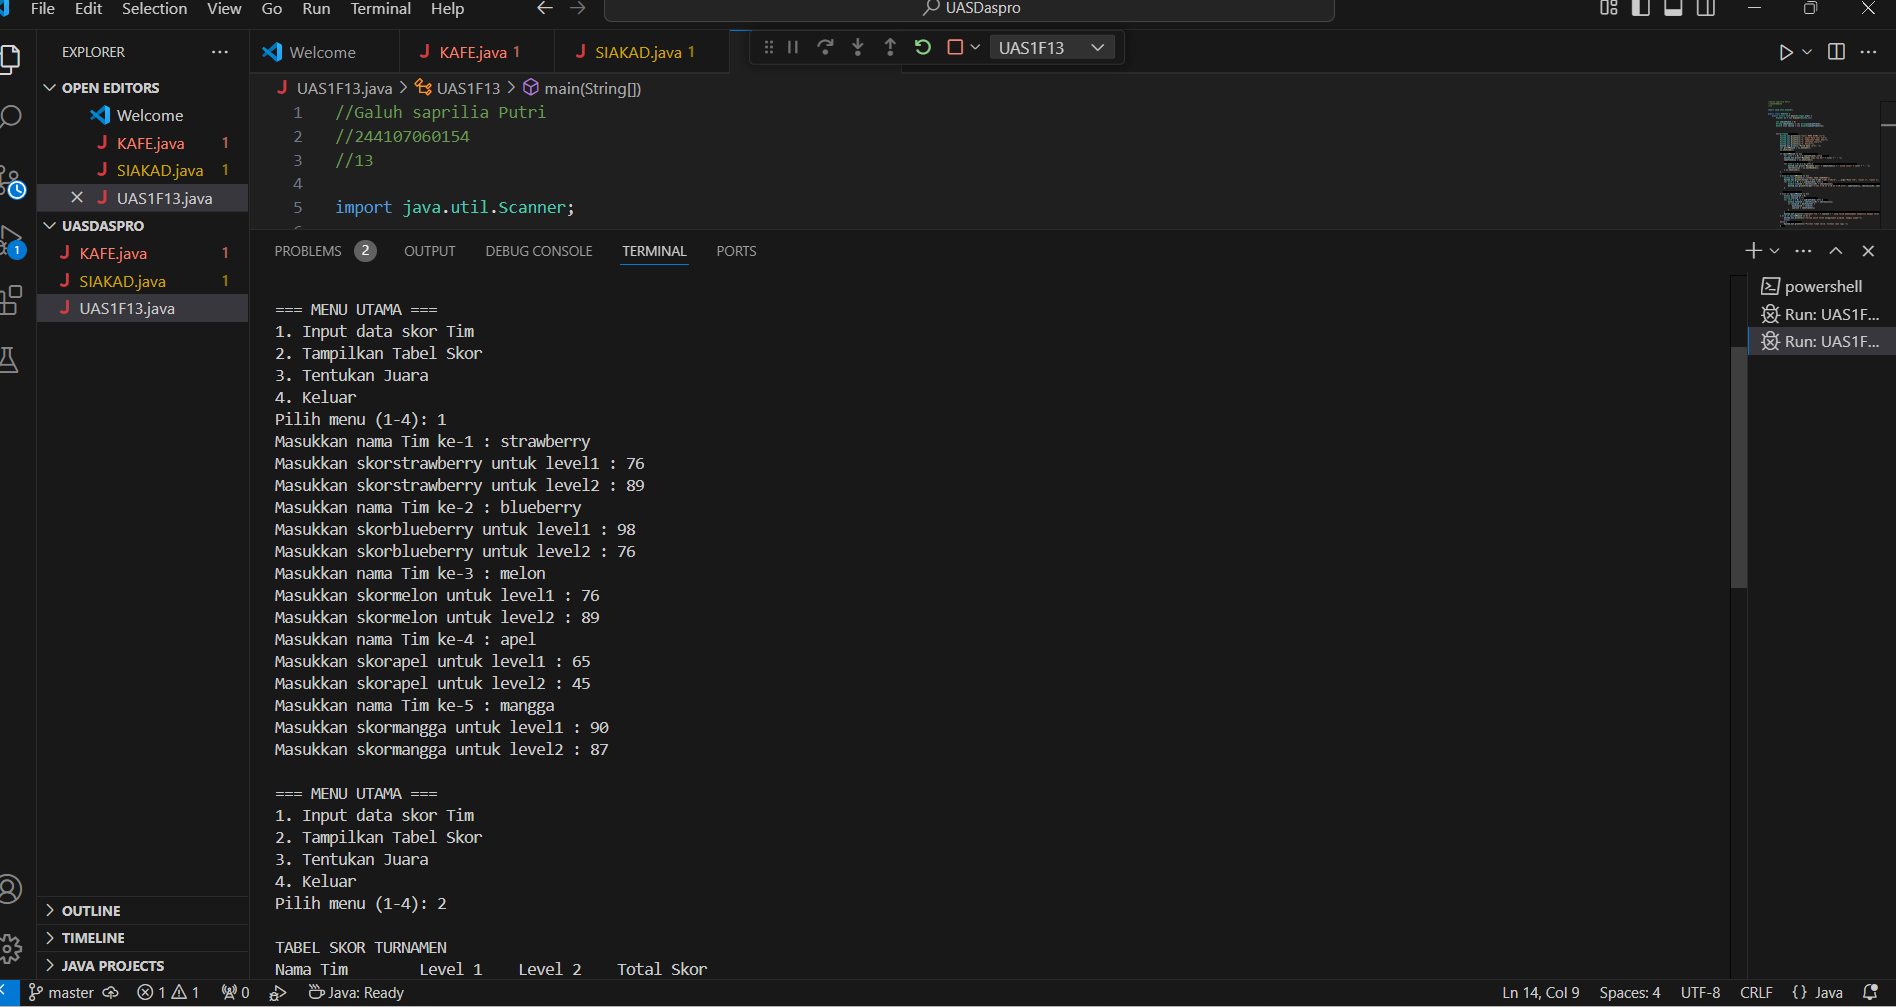 File Edit Selection View Go Run Terminal Help
UASDaspro
EXPLORER
Welcome
KAFE.java 1
SIAKAD.java 1
UAS1F13
OPEN EDITORS
Welcome
KAFE.java 1
SIAKAD.java 1
UAS1F13.java
UASDASPRO
KAFE.java 1
SIAKAD.java 1
UAS1F13.java
1
UAS1F13.java > UAS1F13 > main(String[])
1 //Galuh saprilia Putri
2 //244107060154
3 //13
4
5 import java.util.Scanner;
PROBLEMS 2 OUTPUT DEBUG CONSOLE TERMINAL PORTS
=== MENU UTAMA ===
1. Input data skor Tim
2. Tampilkan Tabel Skor
3. Tentukan Juara
4. Keluar
Pilih menu (1-4): 1
Masukkan nama Tim ke-1 : strawberry
Masukkan skorstrawberry untuk level1 : 76
Masukkan skorstrawberry untuk level2 : 89
Masukkan nama Tim ke-2 : blueberry
Masukkan skorblueberry untuk level1 : 98
Masukkan skorblueberry untuk level2 : 76
Masukkan nama Tim ke-3 : melon
Masukkan skormelon untuk level1 : 76
Masukkan skormelon untuk level2 : 89
Masukkan nama Tim ke-4 : apel
Masukkan skorapel untuk level1 : 65
Masukkan skorapel untuk level2 : 45
Masukkan nama Tim ke-5 : mangga
Masukkan skormangga untuk level1 : 90
Masukkan skormangga untuk level2 : 87
=== MENU UTAMA ===
1. Input data skor Tim
2. Tampilkan Tabel Skor
3. Tentukan Juara
4. Keluar
Pilih menu (1-4): 2
TABEL SKOR TURNAMEN
Nama Tim Level 1 Level 2 Total Skor
powershell
Run: UAS1F...
Run: UAS1F...
OUTLINE
TIMELINE
JAVA PROJECTS
master 1 1 0 Java: Ready
Ln 14, Col 9 Spaces: 4 UTF-8 CRLF {} Java